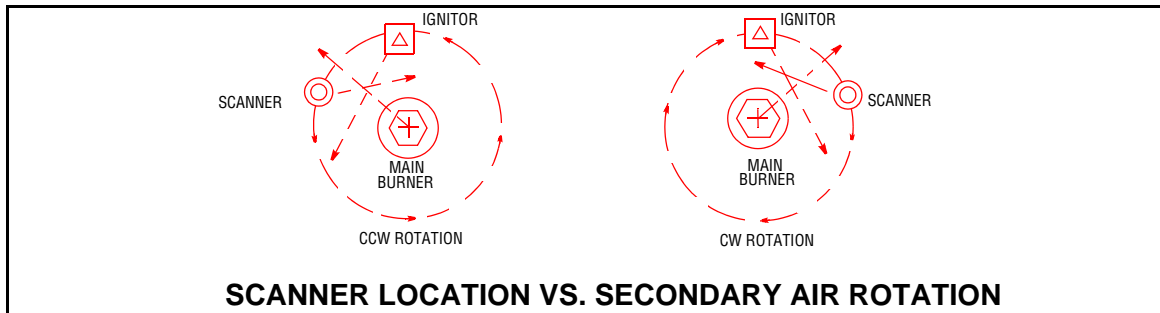 IGNITOR
SCANNER
MAIN
BURNER
CCW ROTATION
IGNITOR
SCANNER
MAIN
BURNER
CW ROTATION
SCANNER LOCATION VS. SECONDARY AIR ROTATION